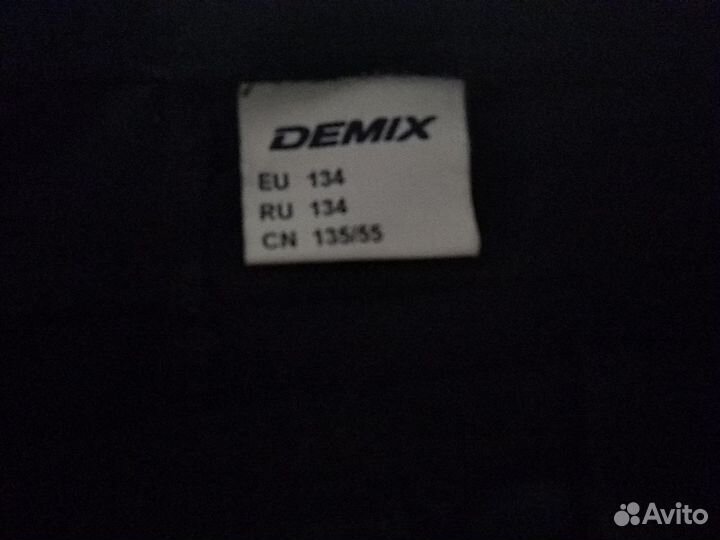 DEMIX
EU 134
RU 134
CN 135/55
Avito